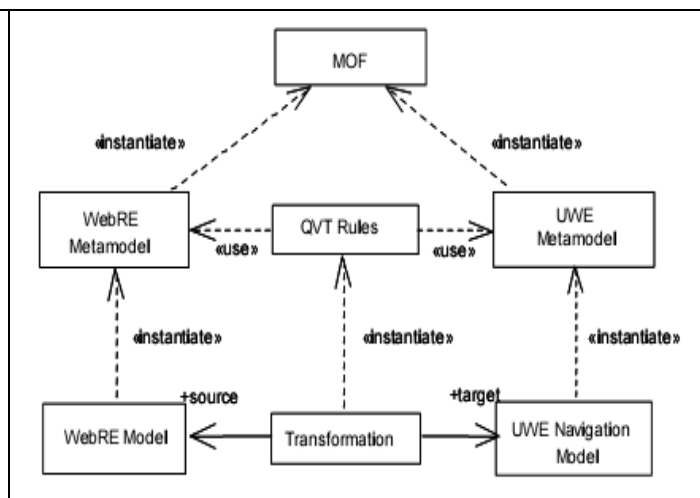 MOF
«instantiate»
«instantiate»
WebRE
Metamodel
QVT Rules
UWE
Metamodel
«use»
«use»
«instantiate»
«instantiate»
«instantiate»
+source
+target
WebRE Model
Transformation
UWE Navigation
Model